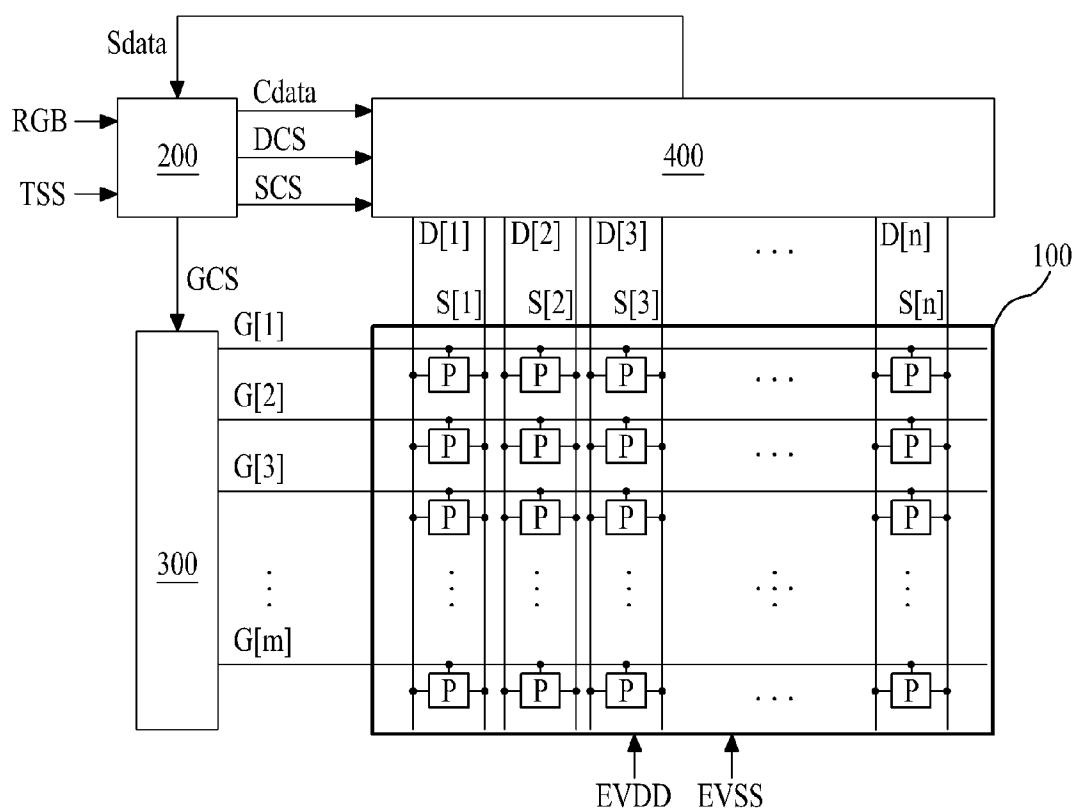 Sdata
Cdata
RGB
DCS
200
400
TSS
SCS
D[1] D[2] D[3] ... D[n]
100
GCS
S[1] S[2] S[3] S[n]
G[1]
P P P ... P
G[2]
P P P ... P
G[3]
P P P P
300
G[m]
P P P ... P
EVDD EVSS